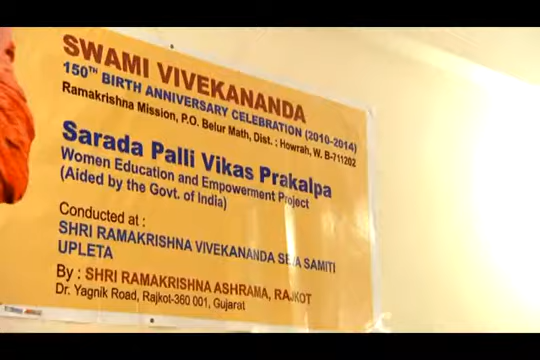 SWAMI VIVEKANANDA
150TH BIRTH ANNIVERSARY CELEBRATION (2010-2014)
Ramakrishna Mission, P.O. Belur Math, Dist. : Howrah, W. B-711202
Sarada Palli Vikas Prakalpa
Women Education and Empowerment Project
(Aided by the Govt. of India)
Conducted at :
SHRI RAMAKRISHNA VIVEKANANDA SEVA SAMITI
UPLETA
By : SHRI RAMAKRISHNA ASHRAMA, RAJKOT
Dr. Yagnik Road, Rajkot-360 001, Gujarat